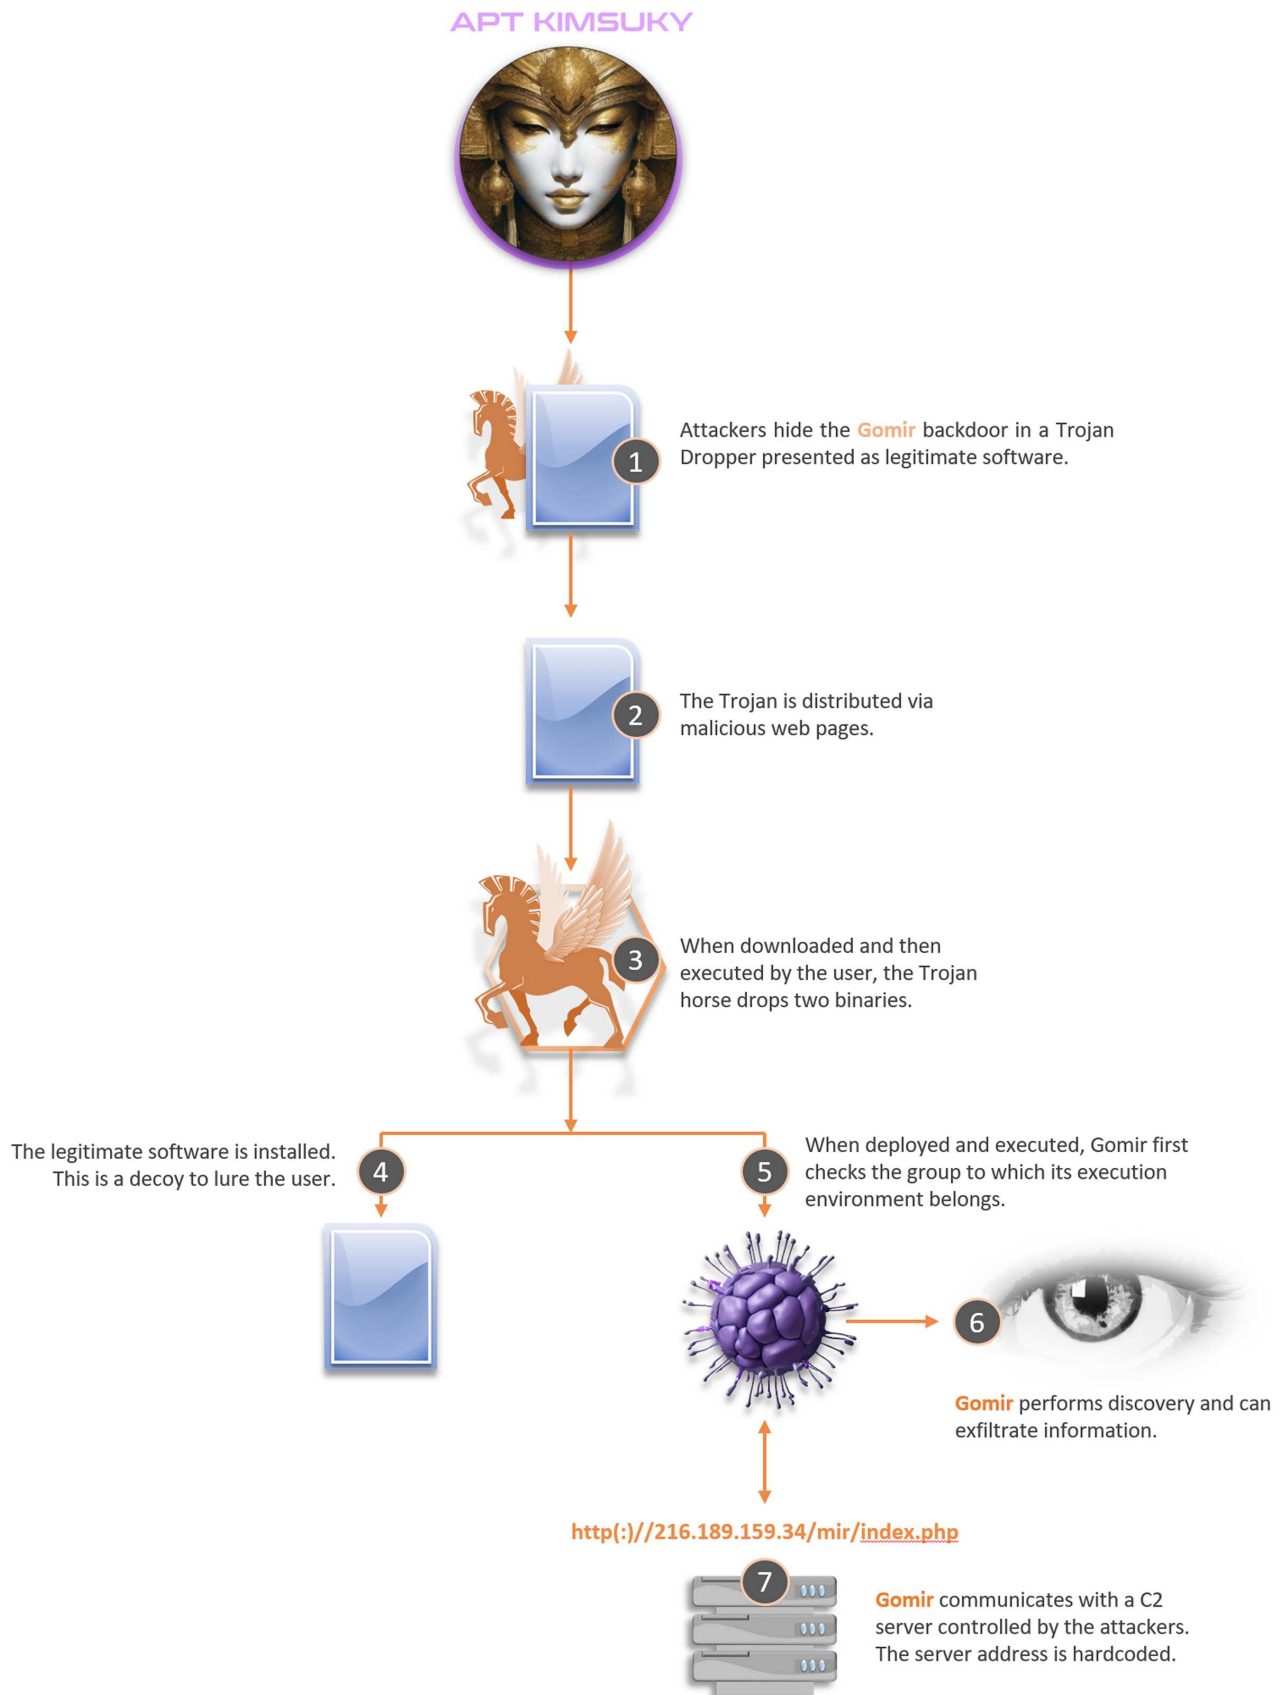 APT KIMSUKY
1
Attackers hide the Gomir backdoor in a Trojan
Dropper presented as legitimate software.
2
The Trojan is distributed via
malicious web pages.
3
When downloaded and then
executed by the user, the Trojan
horse drops two binaries.
The legitimate software is installed.
This is a decoy to lure the user.
4
5
When deployed and executed, Gomir first
checks the group to which its execution
environment belongs.
6
Gomir performs discovery and can
exfiltrate information.
http(:)//216.189.159.34/mir/index.php
7
Gomir communicates with a C2
server controlled by the attackers.
The server address is hardcoded.